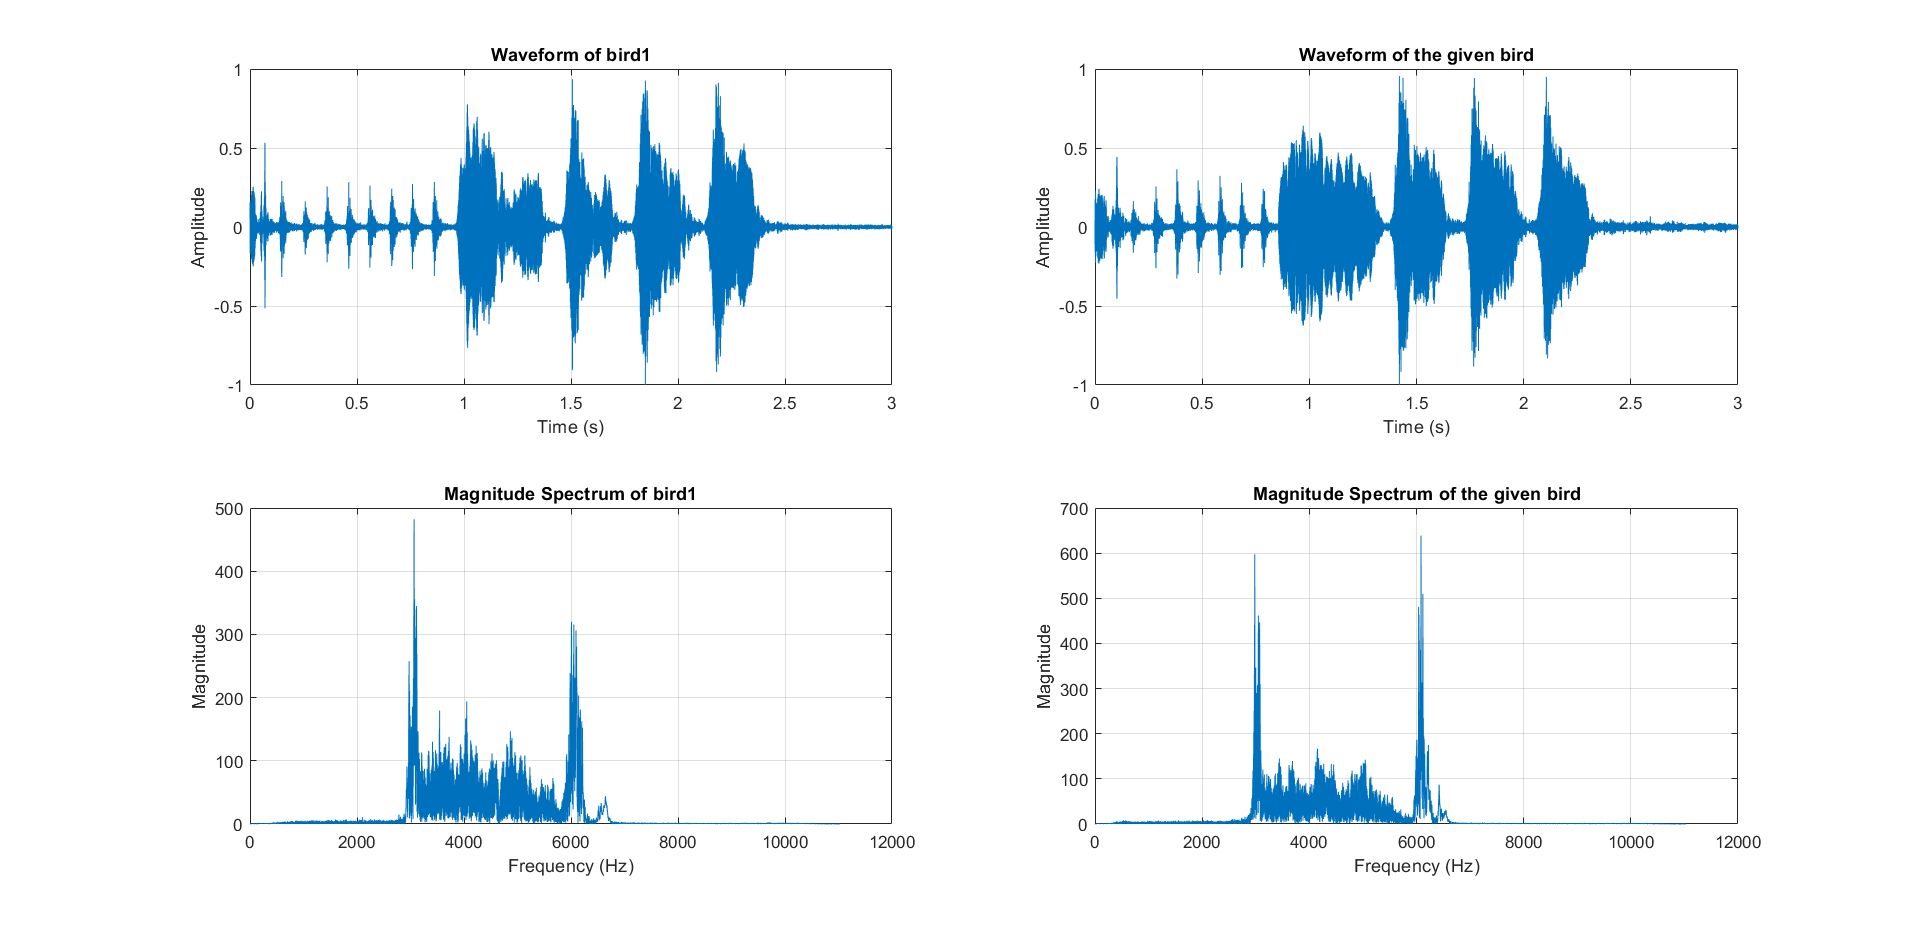 Waveform of bird1
1
0.5
0
-0.5
-1
Amplitude
0 0.5 1 1.5 2 2.5 3
Time (s)
Waveform of the given bird
1
0.5
0
-0.5
-1
Amplitude
0 0.5 1 1.5 2 2.5 3
Time (s)
Magnitude Spectrum of bird1
500
400
300
200
100
0
Magnitude
0 2000 4000 6000 8000 10000 12000
Frequency (Hz)
Magnitude Spectrum of the given bird
700
600
500
400
300
200
100
0
Magnitude
0 2000 4000 6000 8000 10000 12000
Frequency (Hz)